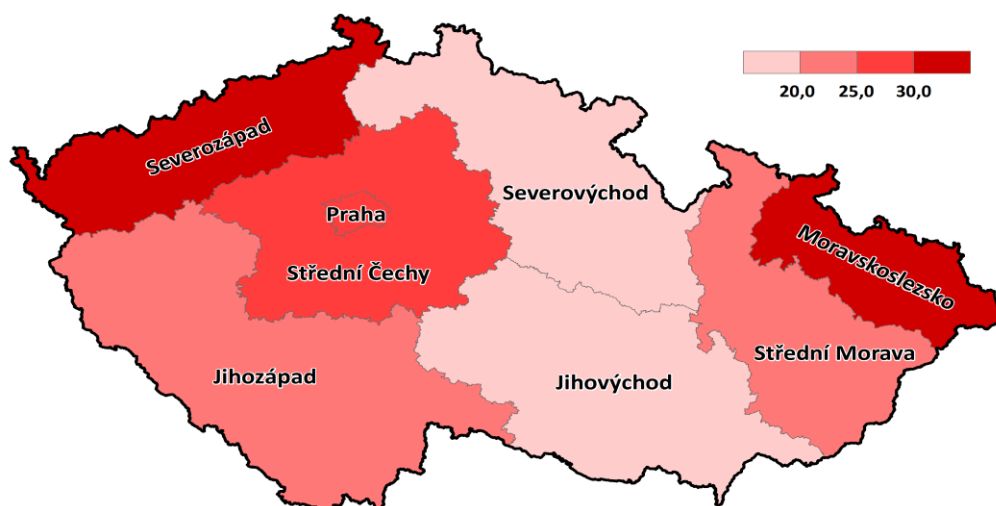 20,0 25,0 30,0
Severozápad
Severovýchod
Praha
Moravskoslezsko
Střední Čechy
Střední Morava
Jihozápad
Jihovýchod